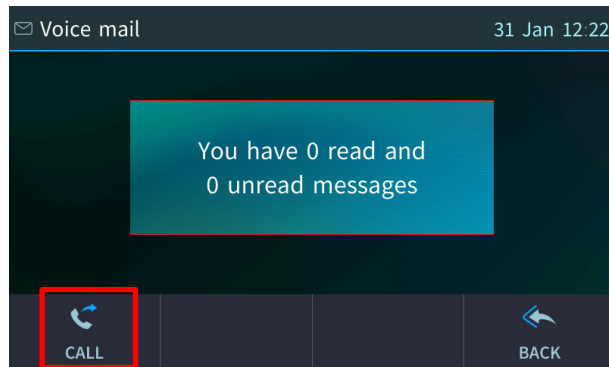 Voice mail
31 Jan 12:22
You have 0 read and
0 unread messages
CALL
BACK